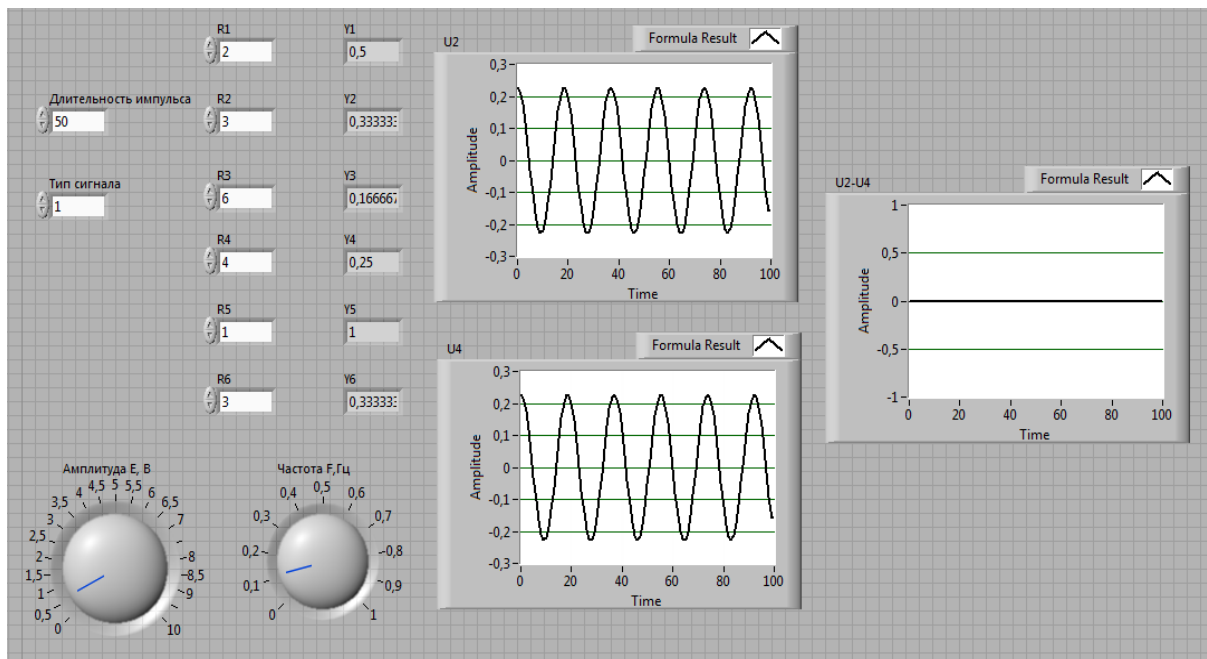 R1
2
Y1
0,5
Длительность импульса
50
R2
3
Y2
0,333333
Тип сигнала
1
R3
6
Y3
0,166667
R4
4
Y4
0,25
R5
1
Y5
1
R6
3
Y6
0,333333
Амплитуда E, В
0
0,5
1
1,5
2
2,5
3
3,5
4
4,5
5
5,5
6
6,5
7
8
8,5
9
10
Частота F,Гц
0
0,1
0,2
0,3
0,4
0,5
0,6
0,7
0,8
0,9
1
U2
Formula Result
Amplitude
0,3
0,2
0,1
0
-0,1
-0,2
-0,3
0 20 40 60 80 100
Time
U4
Formula Result
Amplitude
0,3
0,2
0,1
0
-0,1
-0,2
-0,3
0 20 40 60 80 100
Time
U2-U4
Formula Result
Amplitude
1
0,5
0
-0,5
-1
0 20 40 60 80 100
Time